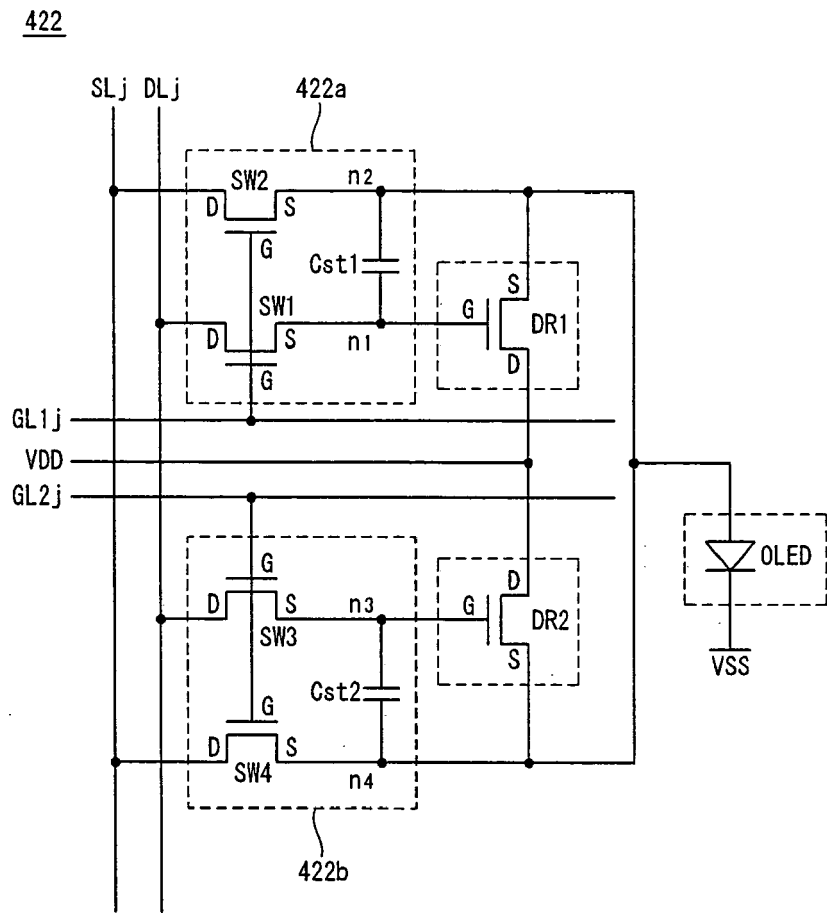 422
SLj DLj
422a
SW2
n2
D S
G
Cst1
S
SW1
G DR1
D S
n1
D
G
GL1j
VDD
GL2j
G
D
n3
G
D S
DR2
SW3
OLED
S
VSS
Cst2
G
D S
SW4
n4
422b